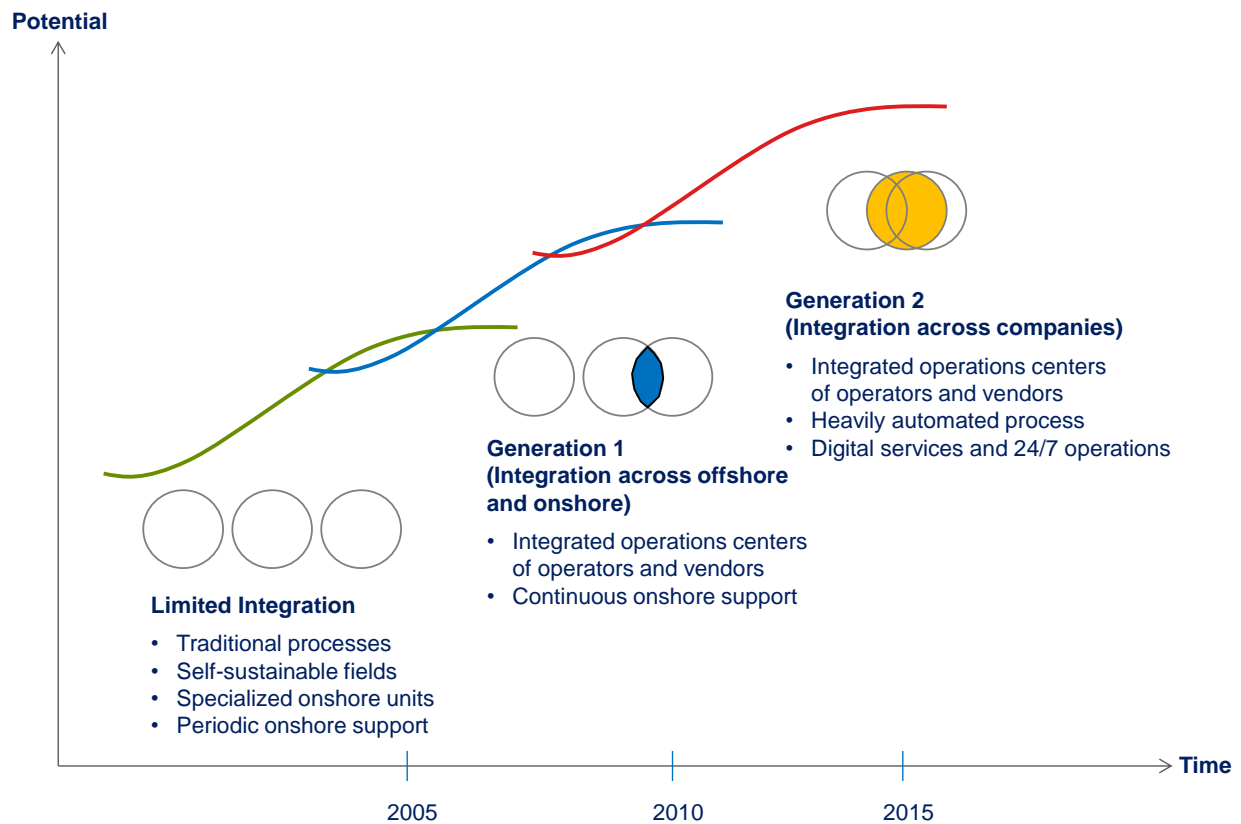 Potential
Generation 2
(Integration across companies)
• Integrated operations centers
of operators and vendors
• Heavily automated process
• Digital services and 24/7 operations
Generation 1
(Integration across offshore
and onshore)
• Integrated operations centers
of operators and vendors
• Continuous onshore support
Limited Integration
• Traditional processes
• Self-sustainable fields
• Specialized onshore units
• Periodic onshore support
Time
2005
2010
2015